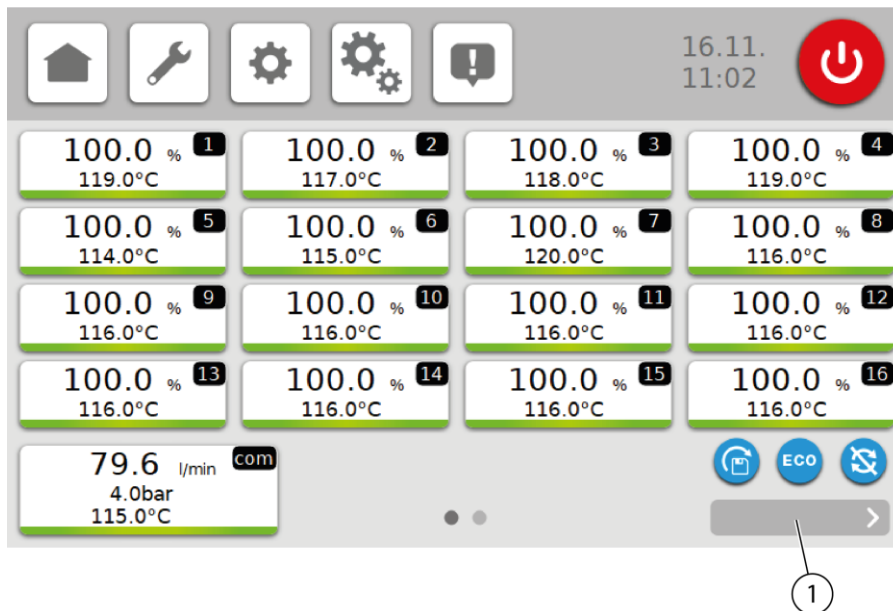 16.11.
11:02
100.0 % 1
119.0°C
100.0 % 2
117.0°C
100.0 % 3
118.0°C
100.0 % 4
119.0°C
100.0 % 5
114.0°C
100.0 % 6
115.0°C
100.0 % 7
120.0°C
100.0 % 8
116.0°C
100.0 % 9
116.0°C
100.0 % 10
116.0°C
100.0 % 11
116.0°C
100.0 % 12
116.0°C
100.0 % 13
116.0°C
100.0 % 14
116.0°C
100.0 % 15
116.0°C
100.0 % 16
116.0°C
79.6 l/min com
4.0bar
115.0°C
ECO
1